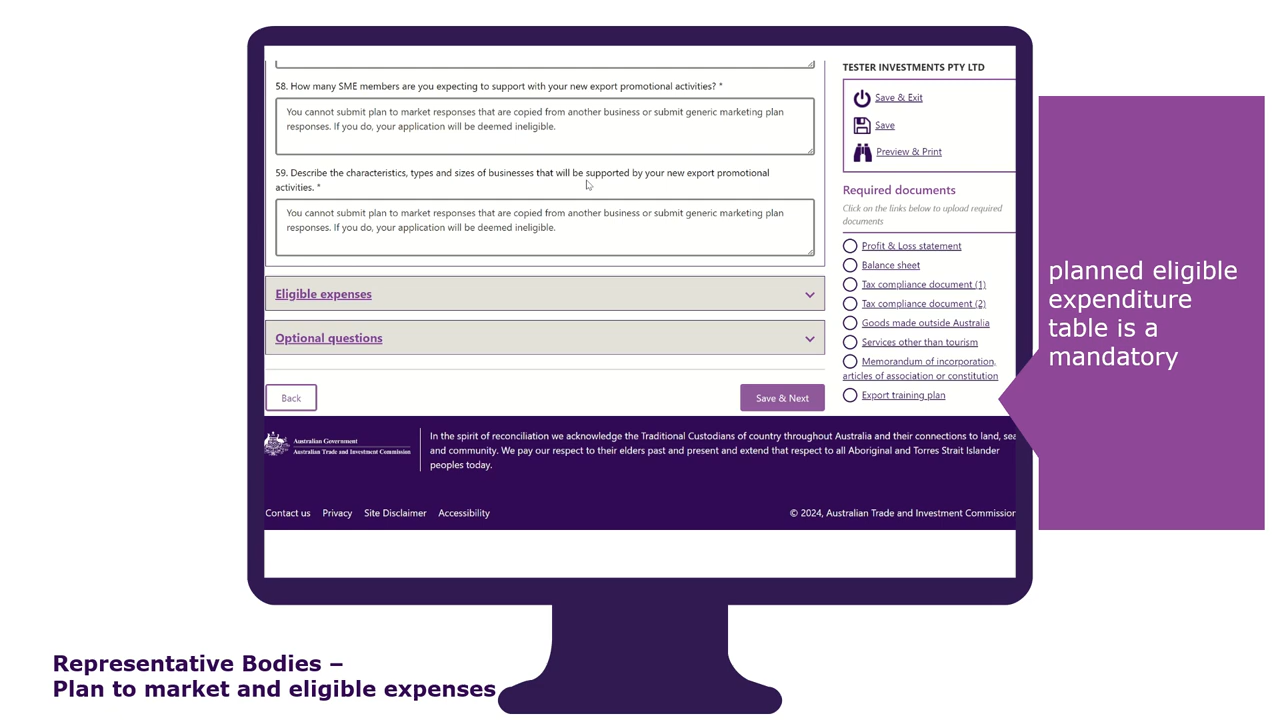 58. How many SME members are you expecting to support with your new export promotional activities? *
You cannot submit plan to market responses that are copied from another business or submit generic marketing plan
responses. If you do, your application will be deemed ineligible.
59. Describe the characteristics, types and sizes of businesses that will be supported by your new export promotional
activities. *
You cannot submit plan to market responses that are copied from another business or submit generic marketing plan
responses. If you do, your application will be deemed ineligible.
Eligible expenses
Optional questions
Back
Save & Next
TESTER INVESTMENTS PTY LTD
Save & Exit
Save
Preview & Print
Required documents
Click on the links below to upload required
documents
Profit & Loss statement
Balance sheet
Tax compliance document (1)
Tax compliance document (2)
Goods made outside Australia
Services other than tourism
Memorandum of incorporation,
articles of association or constitution
Export training plan
planned eligible
expenditure
table is a
mandatory
Australian Government
Australian Trade and Investment Commission
In the spirit of reconciliation we acknowledge the Traditional Custodians of country throughout Australia and their connections to land, sea
and community. We pay our respect to their elders past and present and extend that respect to all Aboriginal and Torres Strait Islander
peoples today.
Contact us
Privacy
Site Disclaimer
Accessibility
© 2024, Australian Trade and Investment Commission
Representative Bodies –
Plan to market and eligible expenses